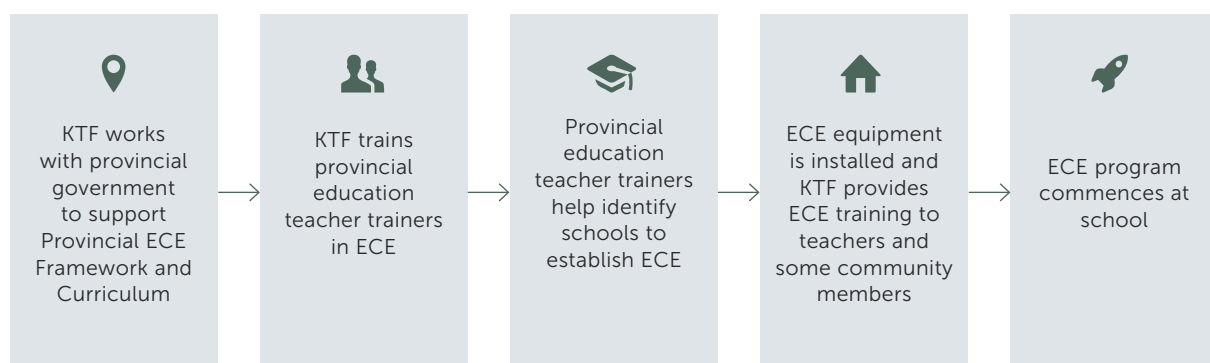 KTF works
with provincial
government
to support
Provincial ECE
Framework and
Curriculum
KTF trains
provincial
education
teacher trainers
in ECE
Provincial
education
teacher trainers
help identify
schools to
establish ECE
ECE equipment
is installed and
KTF provides
ECE training to
teachers and
some community
members
ECE program
commences at
school